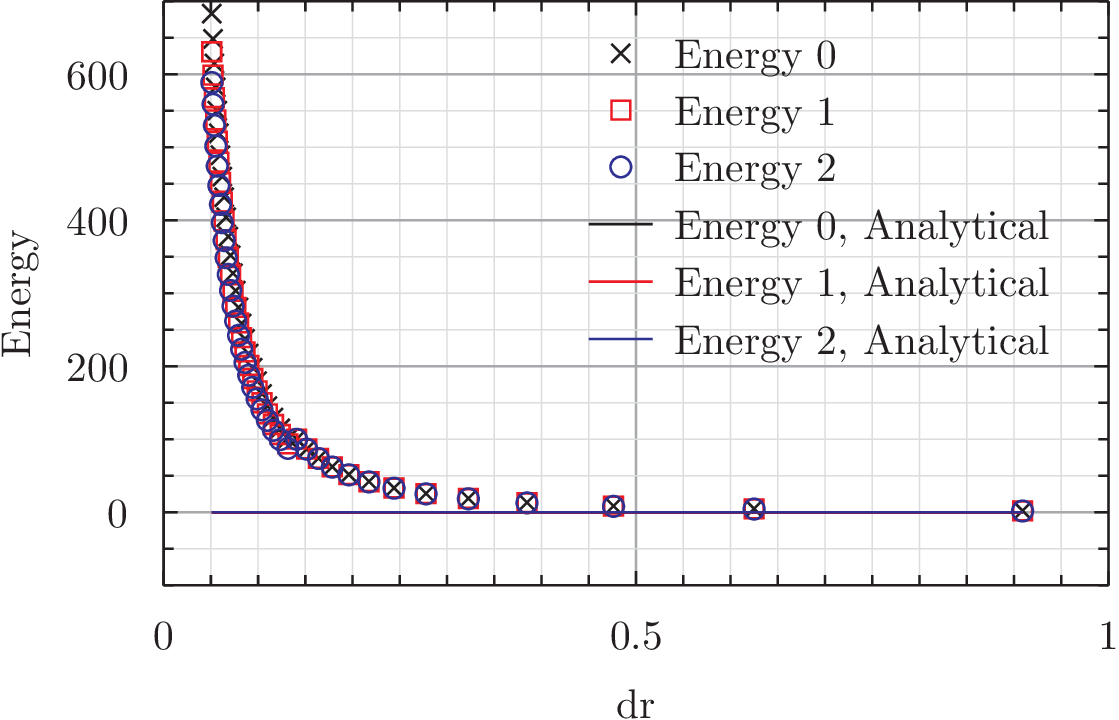 Energy 0
Energy 1
Energy 2
Energy 0, Analytical
Energy 1, Analytical
Energy 2, Analytical
Energy
600
400
200
0
0
0.5
1
dr